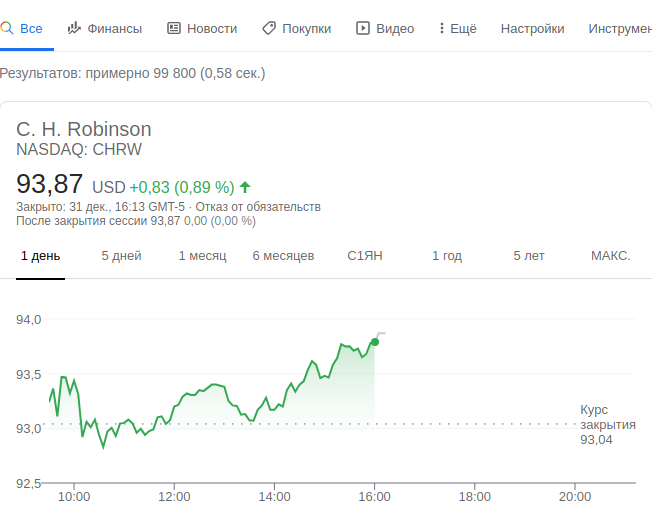 Все Финансы Новости Покупки Видео Ещё Настройки Инструмен
Результатов: примерно 99 800 (0,58 сек.)
C. H. Robinson
NASDAQ: CHRW
93,87 USD +0,83 (0,89 %)
Закрыто: 31 дек., 16:13 GMT-5 · Отказ от обязательств
После закрытия сессии 93,87 0,00 (0,00 %)
1 день 5 дней 1 месяц 6 месяцев С1ЯН 1 год 5 лет МАКС.
94,0
93,5
93,0
92,5
Курс
закрытия
93,04
10:00 12:00 14:00 16:00 18:00 20:00